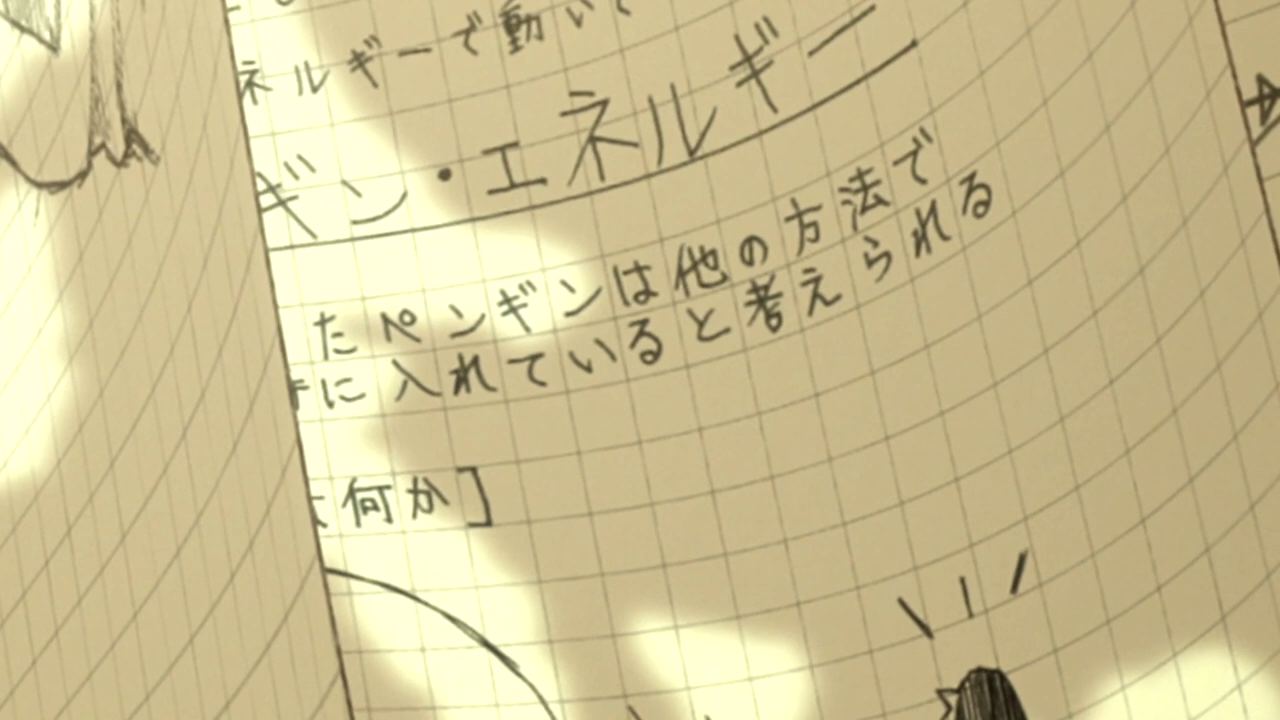 ネルギーで動いて
ギン・エネルギー
たペンギンは他の方法で
に入れていると考えられる
は何か]